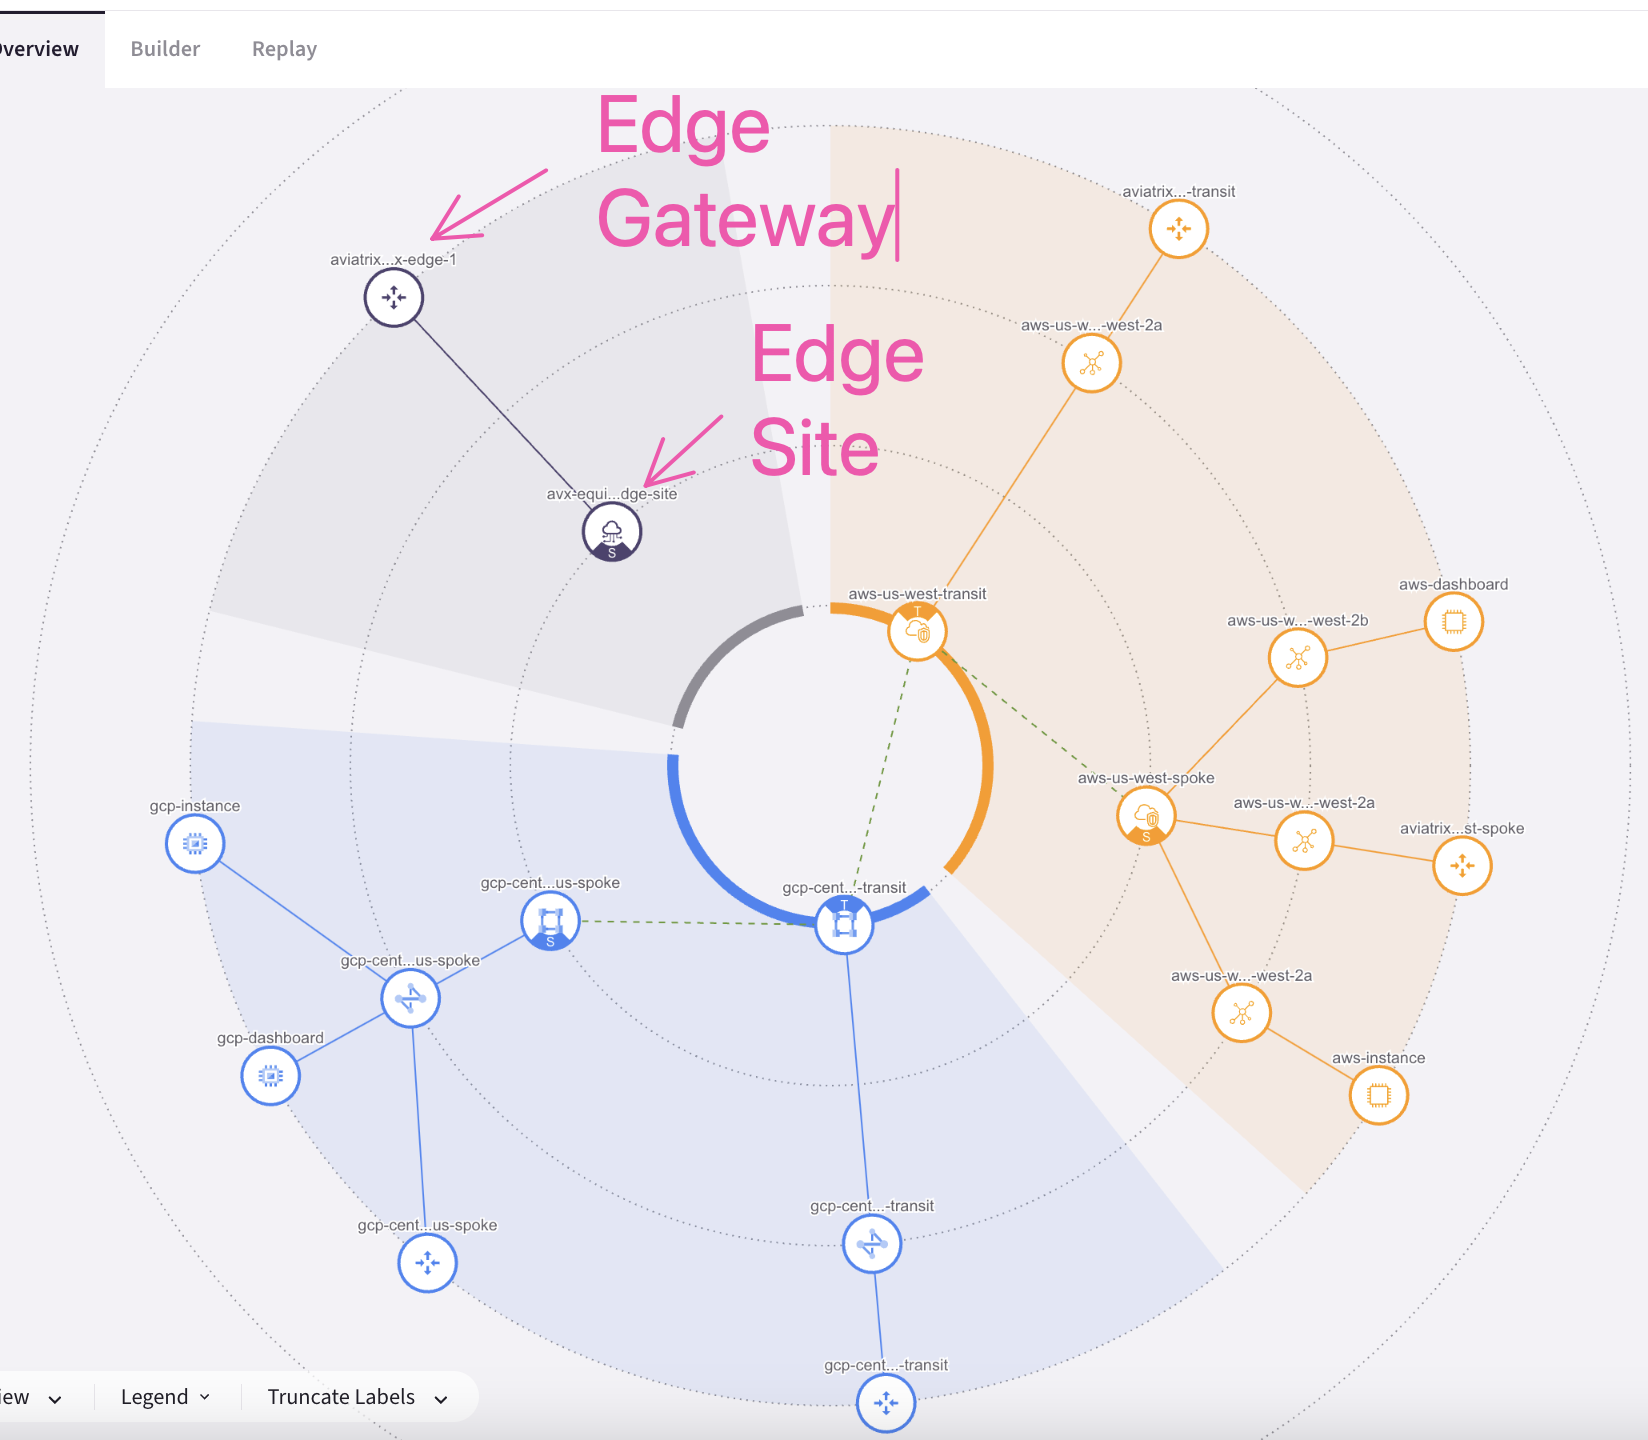 Overview
Builder
Replay
Edge
Gateway
aviatrix...-transit
aviatrix...x-edge-1
aws-us-w...-west-2a
Edge
Site
avx-equi...dge-site
aws-us-west-transit
T
S
aws-dashboard
aws-us-w...-west-2b
aws-us-west-spoke
S
aws-us-w...-west-2a
aviatrix...st-spoke
gcp-instance
gcp-cent...us-spoke
S
gcp-cent...-transit
T
gcp-cent...us-spoke
aws-us-w...-west-2a
gcp-dashboard
aws-instance
gcp-cent...-transit
gcp-cent...us-spoke
gcp-cent...-transit
iew
Legend
Truncate Labels